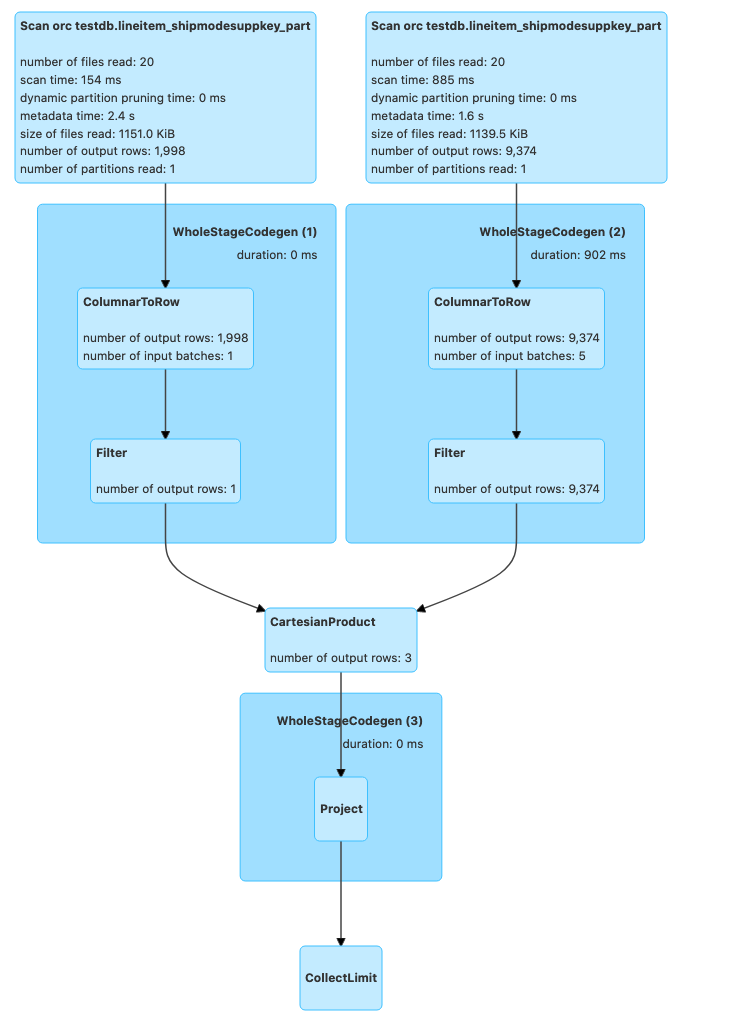 Scan orc testdb.lineitem_shipmodesuppkey_part
number of files read: 20
scan time: 154 ms
dynamic partition pruning time: 0 ms
metadata time: 2.4 s
size of files read: 1151.0 KiB
number of output rows: 1,998
number of partitions read: 1
Scan orc testdb.lineitem_shipmodesuppkey_part
number of files read: 20
scan time: 885 ms
dynamic partition pruning time: 0 ms
metadata time: 1.6 s
size of files read: 1139.5 KiB
number of output rows: 9,374
number of partitions read: 1
WholeStageCodegen (1)
duration: 0 ms
ColumnarToRow
number of output rows: 1,998
number of input batches: 1
Filter
number of output rows: 1
WholeStageCodegen (2)
duration: 902 ms
ColumnarToRow
number of output rows: 9,374
number of input batches: 5
Filter
number of output rows: 9,374
CartesianProduct
number of output rows: 3
WholeStageCodegen (3)
duration: 0 ms
Project
CollectLimit